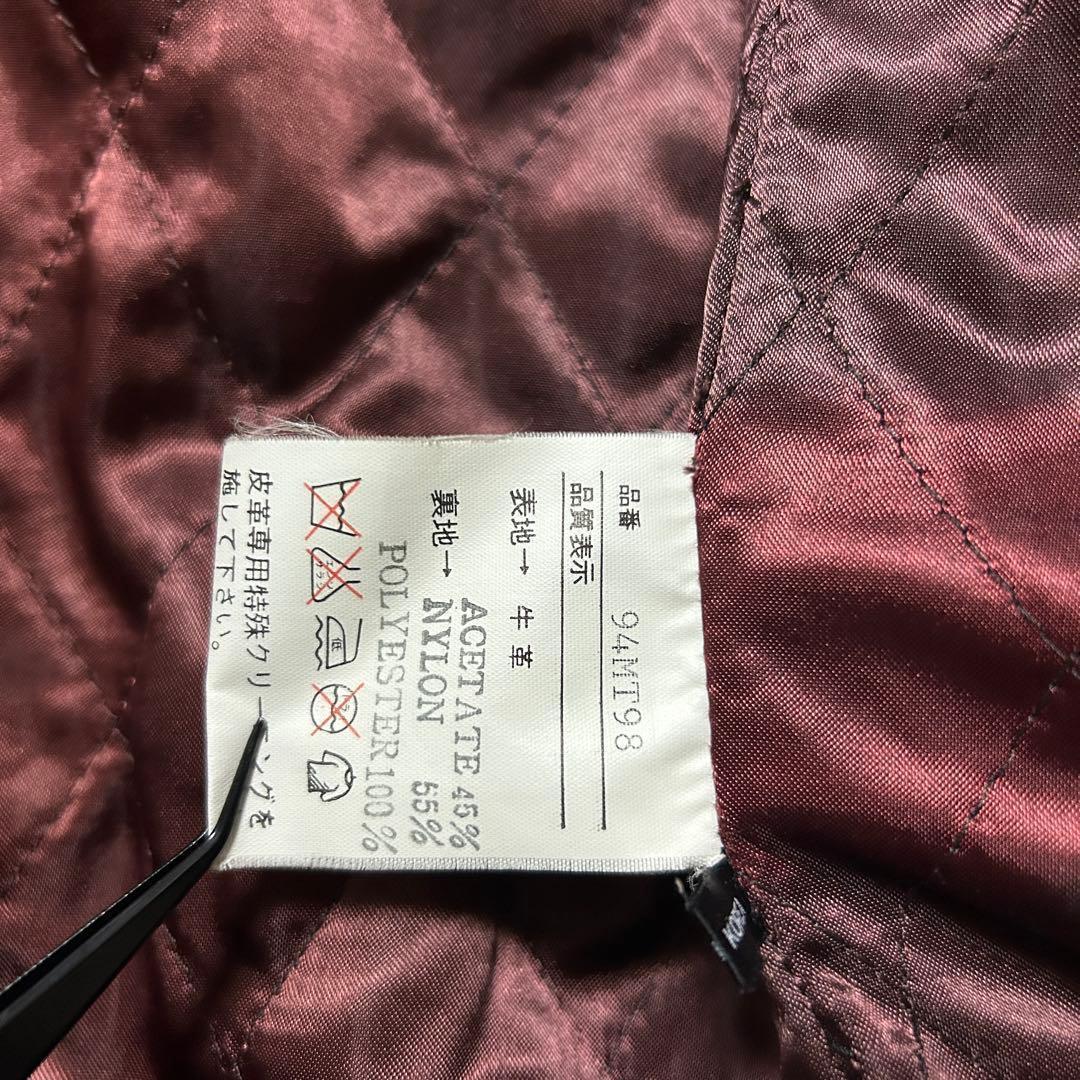 品番 94MT98
品質表示
表地→ 牛革
ACETATE 45%
裏地→ NYLON 55%
POLYESTER100%
皮革専用特殊クリーニングを
施して下さい。